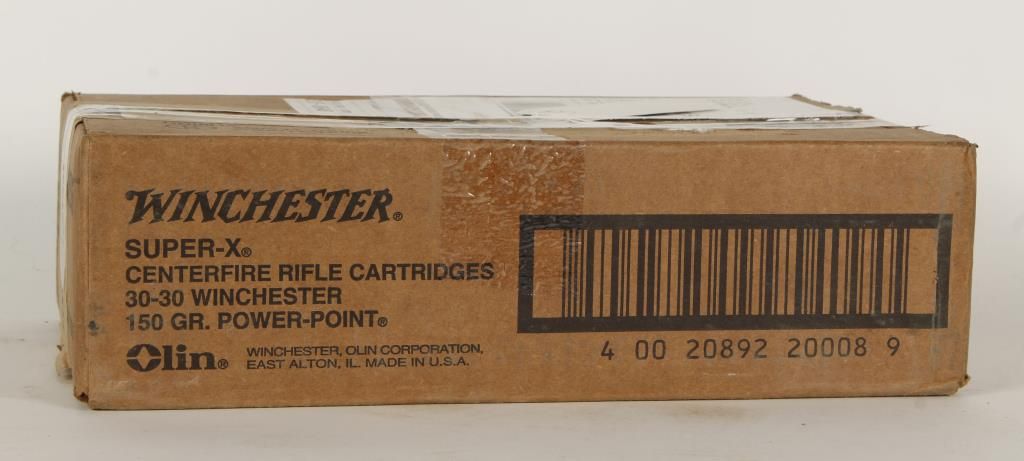 WINCHESTER®
SUPER-X®
CENTERFIRE RIFLE CARTRIDGES
30-30 WINCHESTER
150 GR. POWER-POINT®
Olin®
WINCHESTER, OLIN CORPORATION,
EAST ALTON, IL. MADE IN U.S.A.
4 00 20892 20008 9